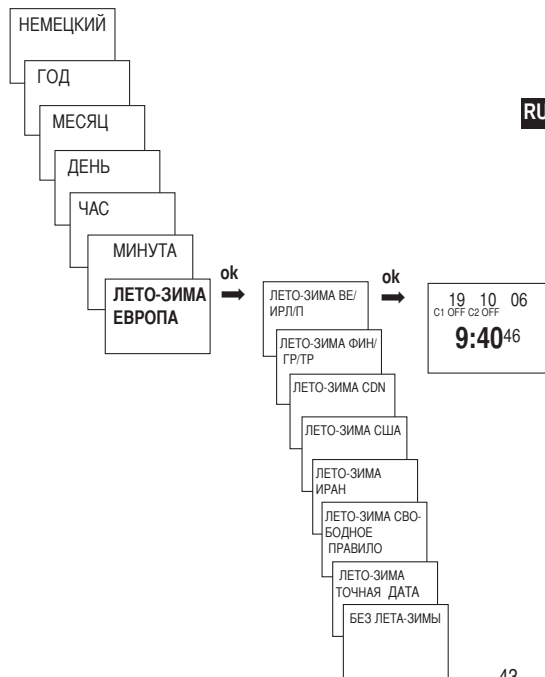 НЕМЕЦКИЙ
ГОД
МЕСЯЦ
ДЕНЬ
ЧАС
МИНУТА
ЛЕТО-ЗИМА
ЕВРОПА
ok
ЛЕТО-ЗИМА ВЕ/
ИРЛ/П
ЛЕТО-ЗИМА ФИН/
ГР/ТР
ЛЕТО-ЗИМА CDN
ЛЕТО-ЗИМА США
ЛЕТО-ЗИМА
ИРАН
ЛЕТО-ЗИМА СВО-
БОДНОЕ
ПРАВИЛО
ЛЕТО-ЗИМА
ТОЧНАЯ ДАТА
БЕЗ ЛЕТА-ЗИМЫ
ok
19 10 06
C1 OFF C2 OFF
9:40 46
RU